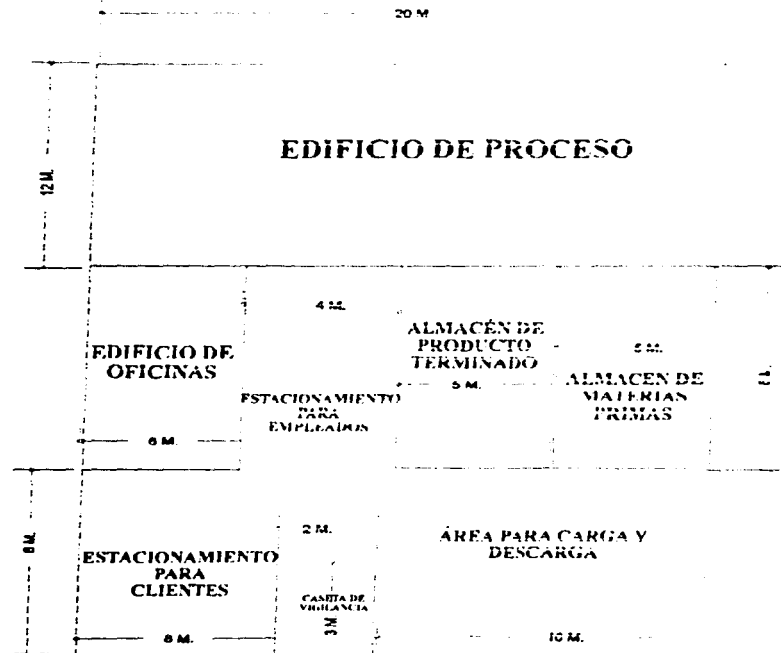 20 M.
EDIFICIO DE PROCESO
12 M.
4 M.
EDIFICIO DE
OFICINAS
ALMACÉN DE
PRODUCTO
TERMINADO
5 M.
5 M.
ALMACEN DE
MATERIAS
PRIMAS
ESTACIONAMIENTO
PARA
EMPLEADOS
6 M.
2 M.
ÁREA PARA CARGA Y
DESCARGA
ESTACIONAMIENTO
PARA
CLIENTES
CASETA DE
VIGILANCIA
3 M.
8 M.
10 M.